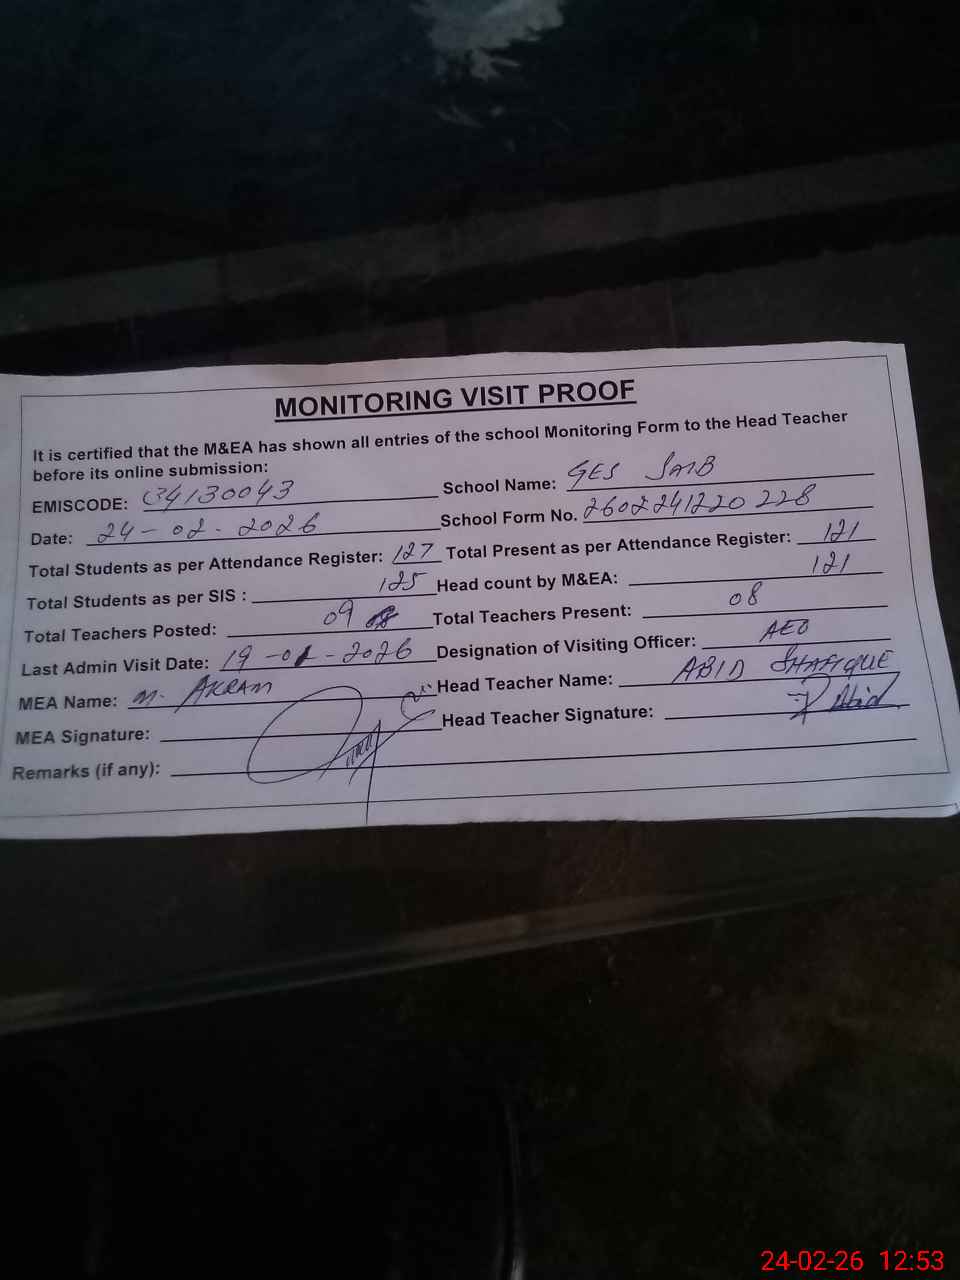 MONITORING VISIT PROOF
It is certified that the M&EA has shown all entries of the school Monitoring Form to the Head Teacher
before its online submission:
EMISCODE: 34130043 School Name: GES
Date: 24-02-2026 School Form No. 2602241220228
Total Students as per Attendance Register: 127 Total Present as per Attendance Register: 121
Total Students as per SIS : 125 Head count by M&EA: 121
Total Teachers Posted: 09 Total Teachers Present: 08
Last Admin Visit Date: 19-01-2026 Designation of Visiting Officer: AEO
MEA Name: M. AKRAM Head Teacher Name: ABID SHAFIQUE
MEA Signature: Head Teacher Signature: Abid
Remarks (if any):
24-02-26 12:53